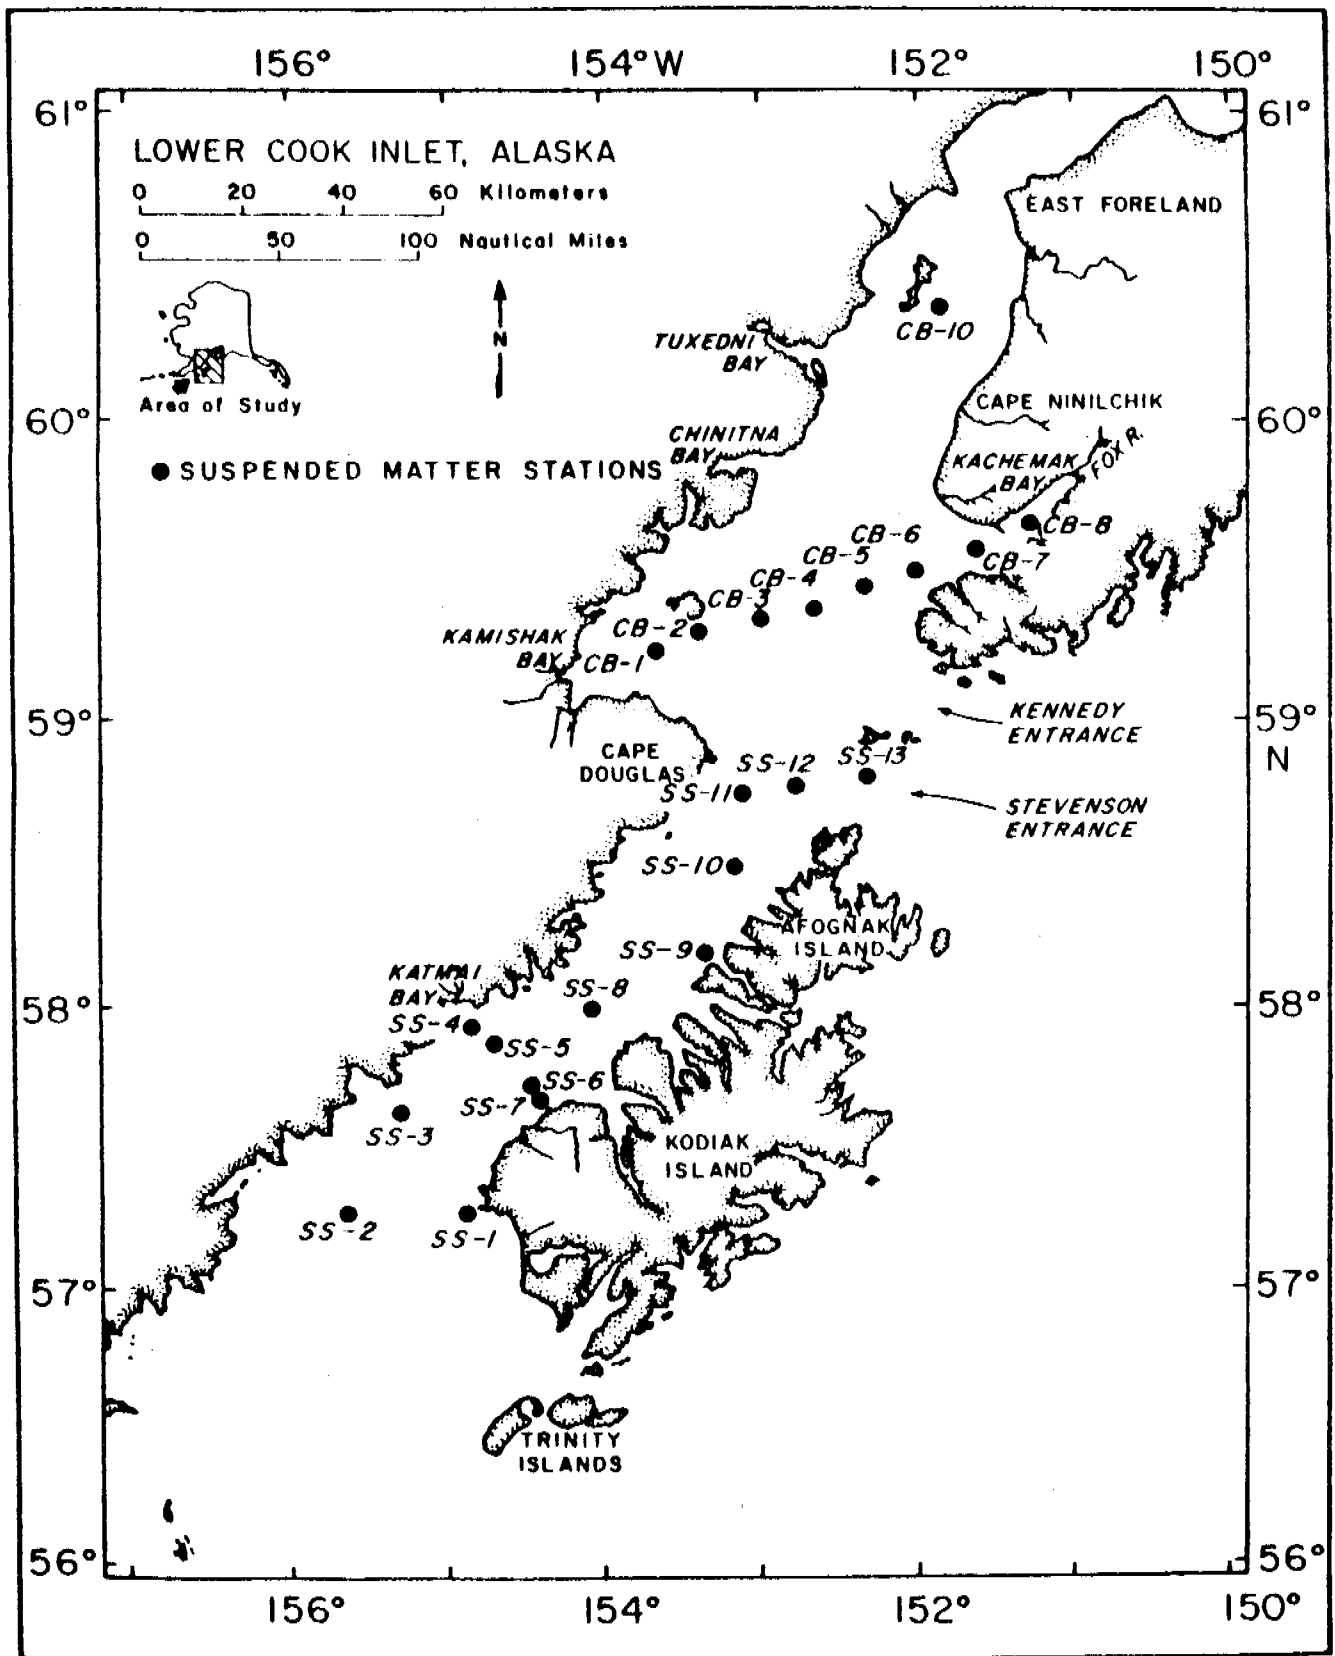 156° 154°W 152° 150°
61° 61°
LOWER COOK INLET, ALASKA
0 20 40 60 Kilometers
0 50 100 Nautical Miles
EAST FORELAND
N
CB-10
TUXEDNI
BAY
Area of Study
CAPE NINILCHIK
60° 60°
CHINITNA
BAY
FOX R.
KACHEMAK
BAY
SUSPENDED MATTER STATIONS
CB-8
CB-7
CB-6
CB-5
CB-4
CB-3
CB-2
CB-1
KAMISHAK
BAY
59° 59°
N
KENNEDY
ENTRANCE
CAPE
DOUGLAS
SS-13
SS-12
SS-11
STEVENSON
ENTRANCE
SS-10
AFOGNAK
ISLAND
SS-9
KATMAI
BAY
SS-8
58° 58°
SS-4
SS-5
SS-6
SS-7
SS-3
KODIAK
ISLAND
SS-2
SS-1
57° 57°
TRINITY
ISLANDS
56° 56°
156° 154° 152° 150°